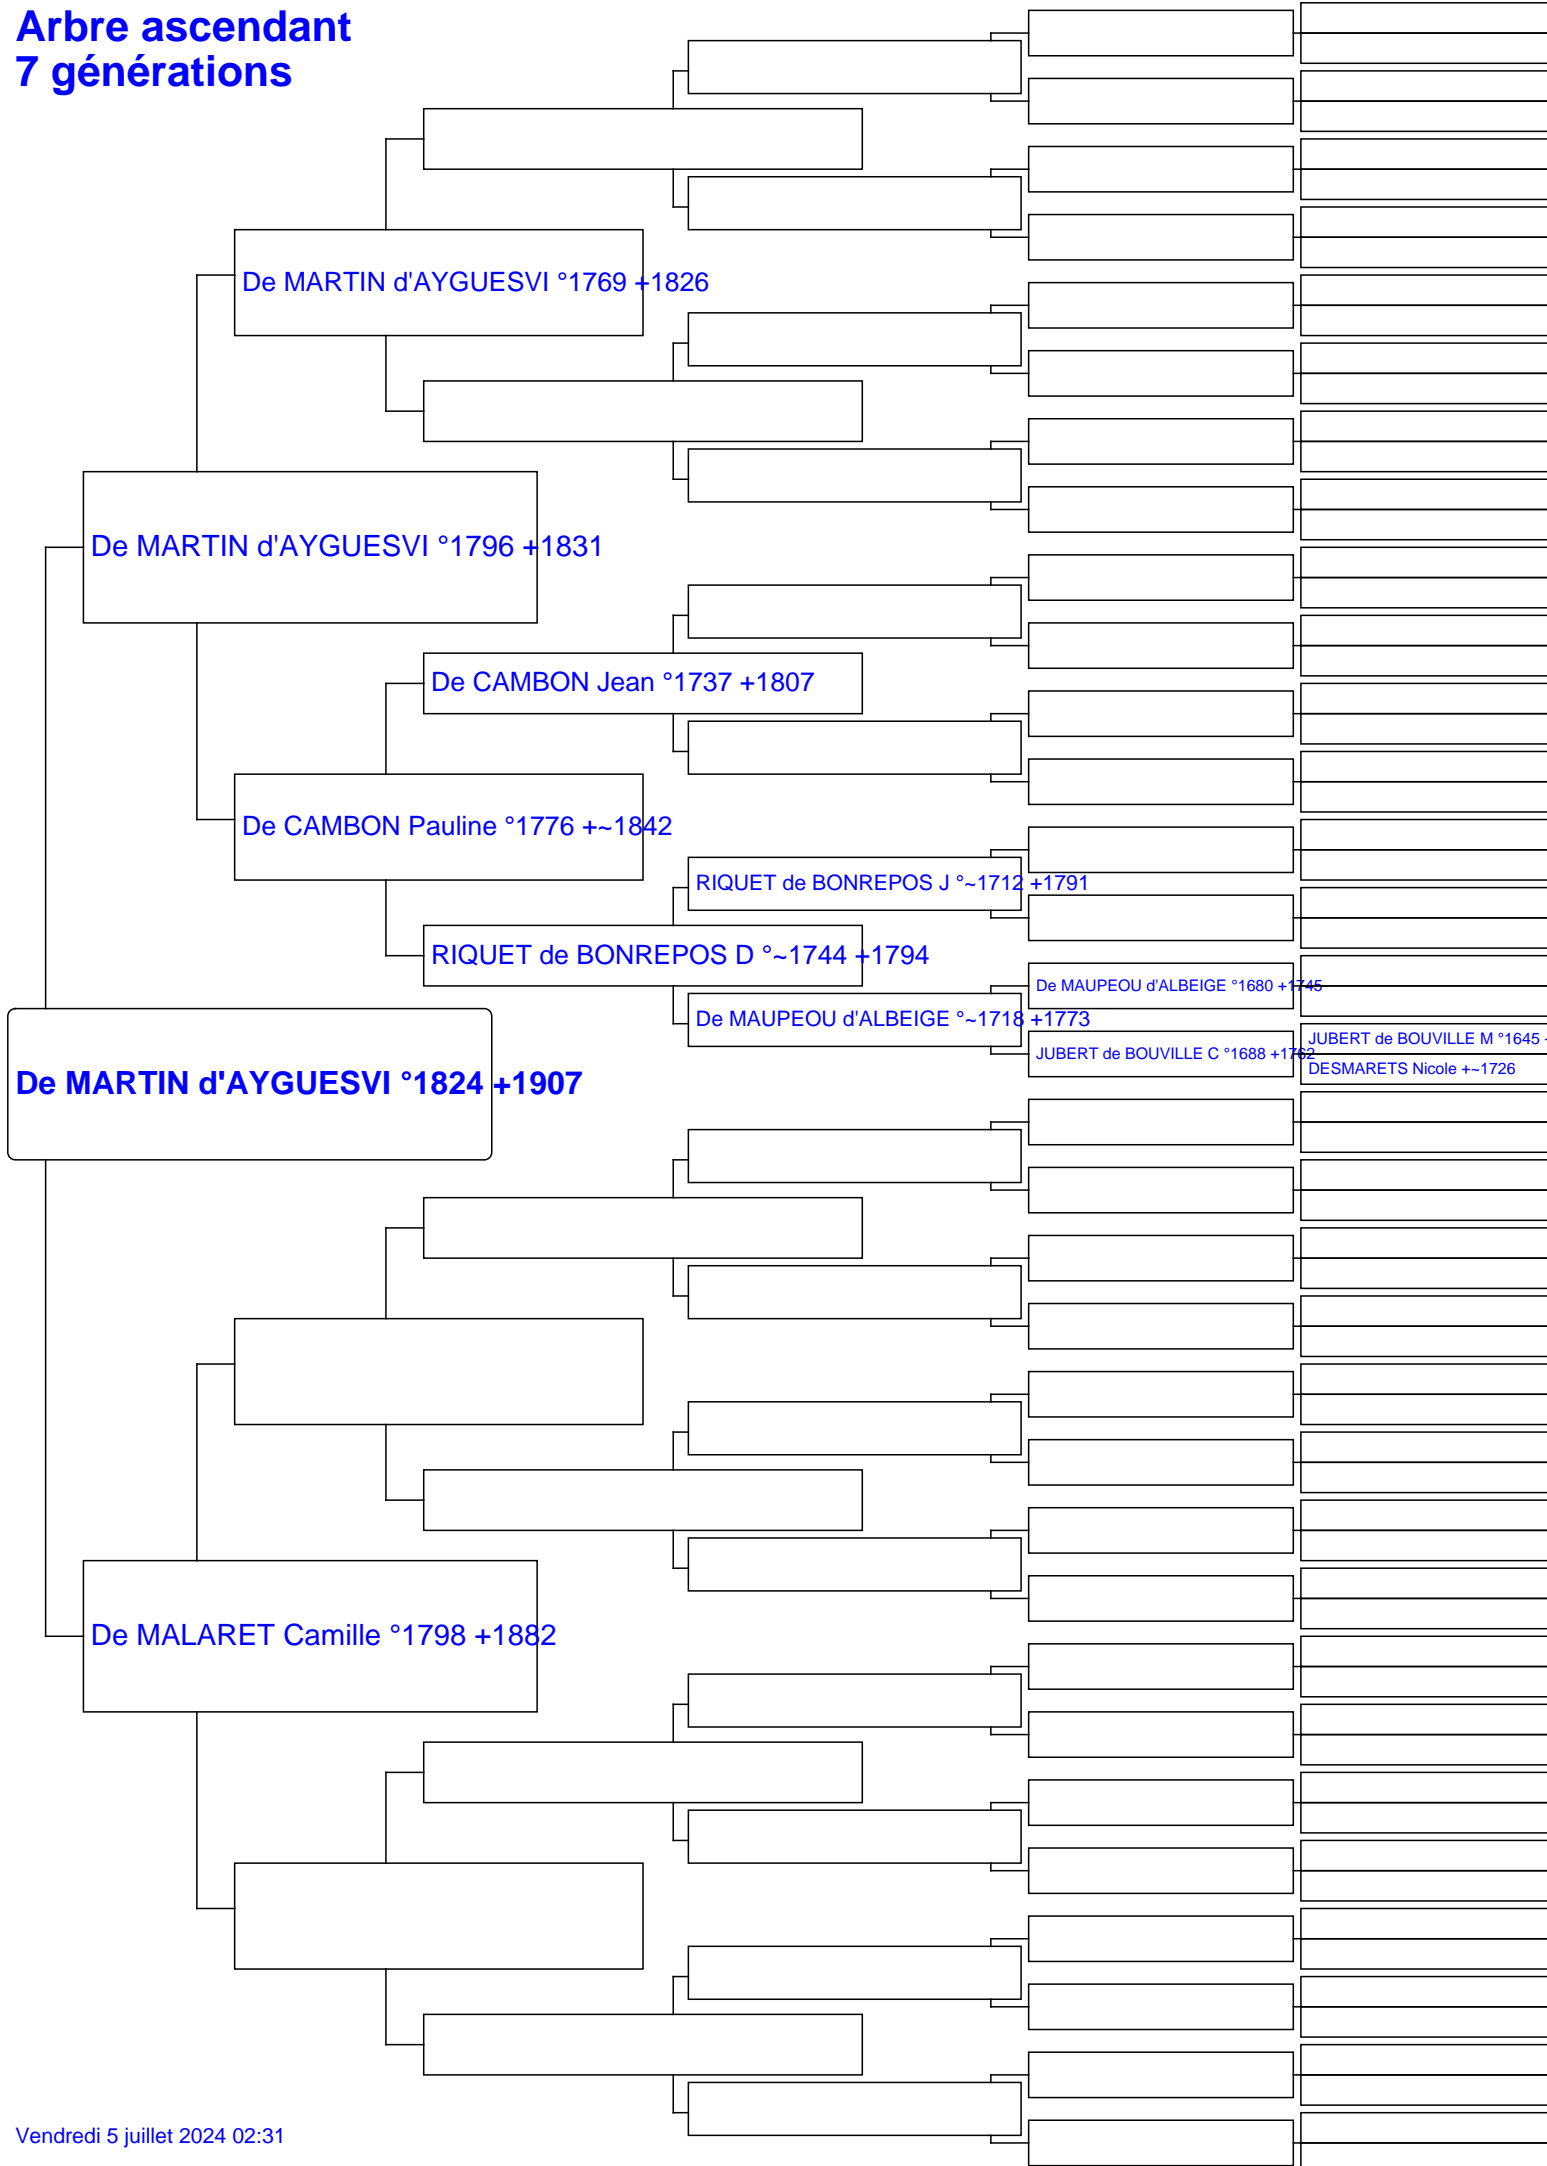 Arbre ascendant
7 générations
De MARTIN d'AYGUESVI °1769 +1826
De MARTIN d'AYGUESVI °1796 +1831
De CAMBON Jean °1737 +1807
De CAMBON Pauline °1776 +~1842
RIQUET de BONREPOS J °~1712 +1791
RIQUET de BONREPOS D °~1744 +1794
De MAUPEOU d'ALBEIGE °1680 +1745
De MAUPEOU d'ALBEIGE °~1718 +1773
JUBERT de BOUVILLE M °1645 -
JUBERT de BOUVILLE C °1688 +1762
DESMARETS Nicole +~1726
De MARTIN d'AYGUESVI °1824 +1907
De MALARET Camille °1798 +1882
Vendredi 5 juillet 2024 02:31